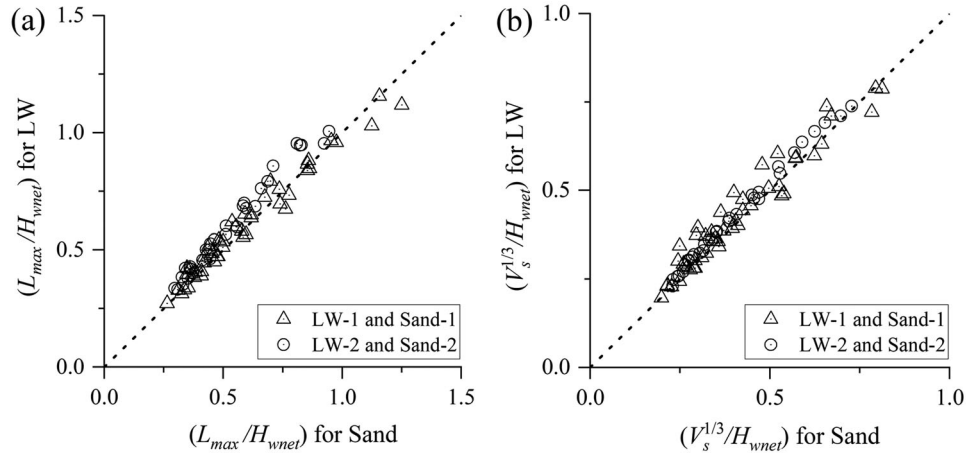 (a)
1.5
1.0
0.5
0.0
(L_max/H_wnet) for LW
0.0 0.5 1.0 1.5
(L_max/H_wnet) for Sand
LW-1 and Sand-1
LW-2 and Sand-2
(b)
1.0
0.5
0.0
(V_s^1/3/H_wnet) for LW
0.0 0.5 1.0
(V_s^1/3/H_wnet) for Sand
LW-1 and Sand-1
LW-2 and Sand-2